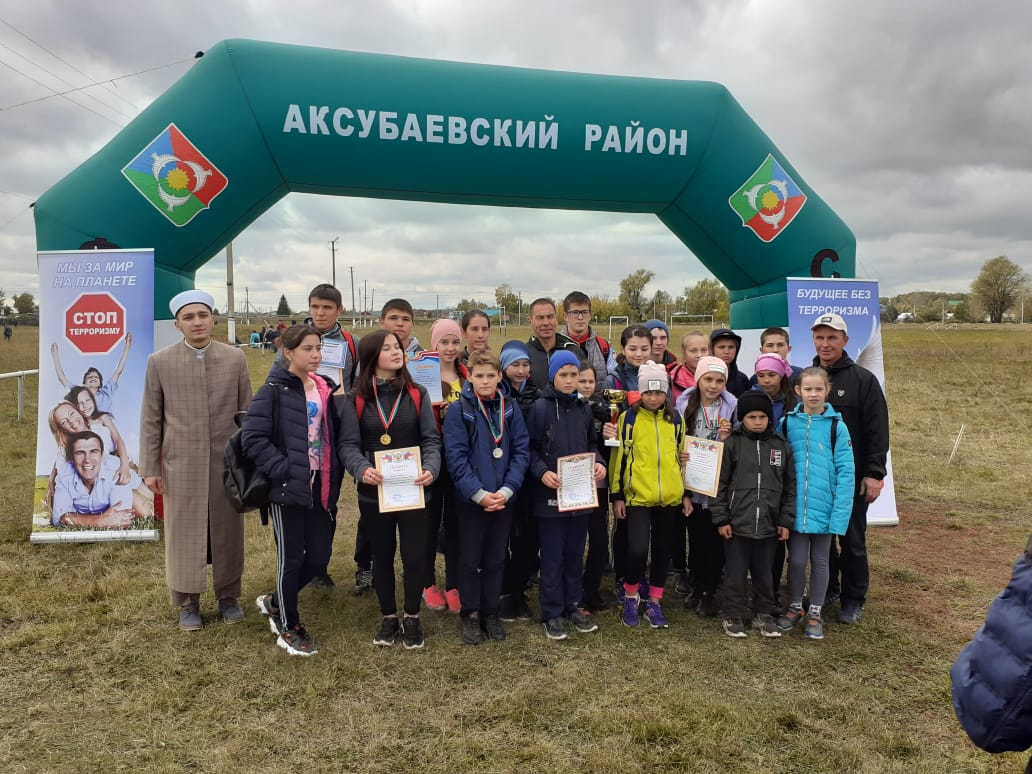 АКСУБАЕВСКИЙ РАЙОН
МЫ ЗА МИР
НА ПЛАНЕТЕ
СТОП
ТЕРРОРИЗМУ
БУДУЩЕЕ БЕЗ
ТЕРРОРИЗМА